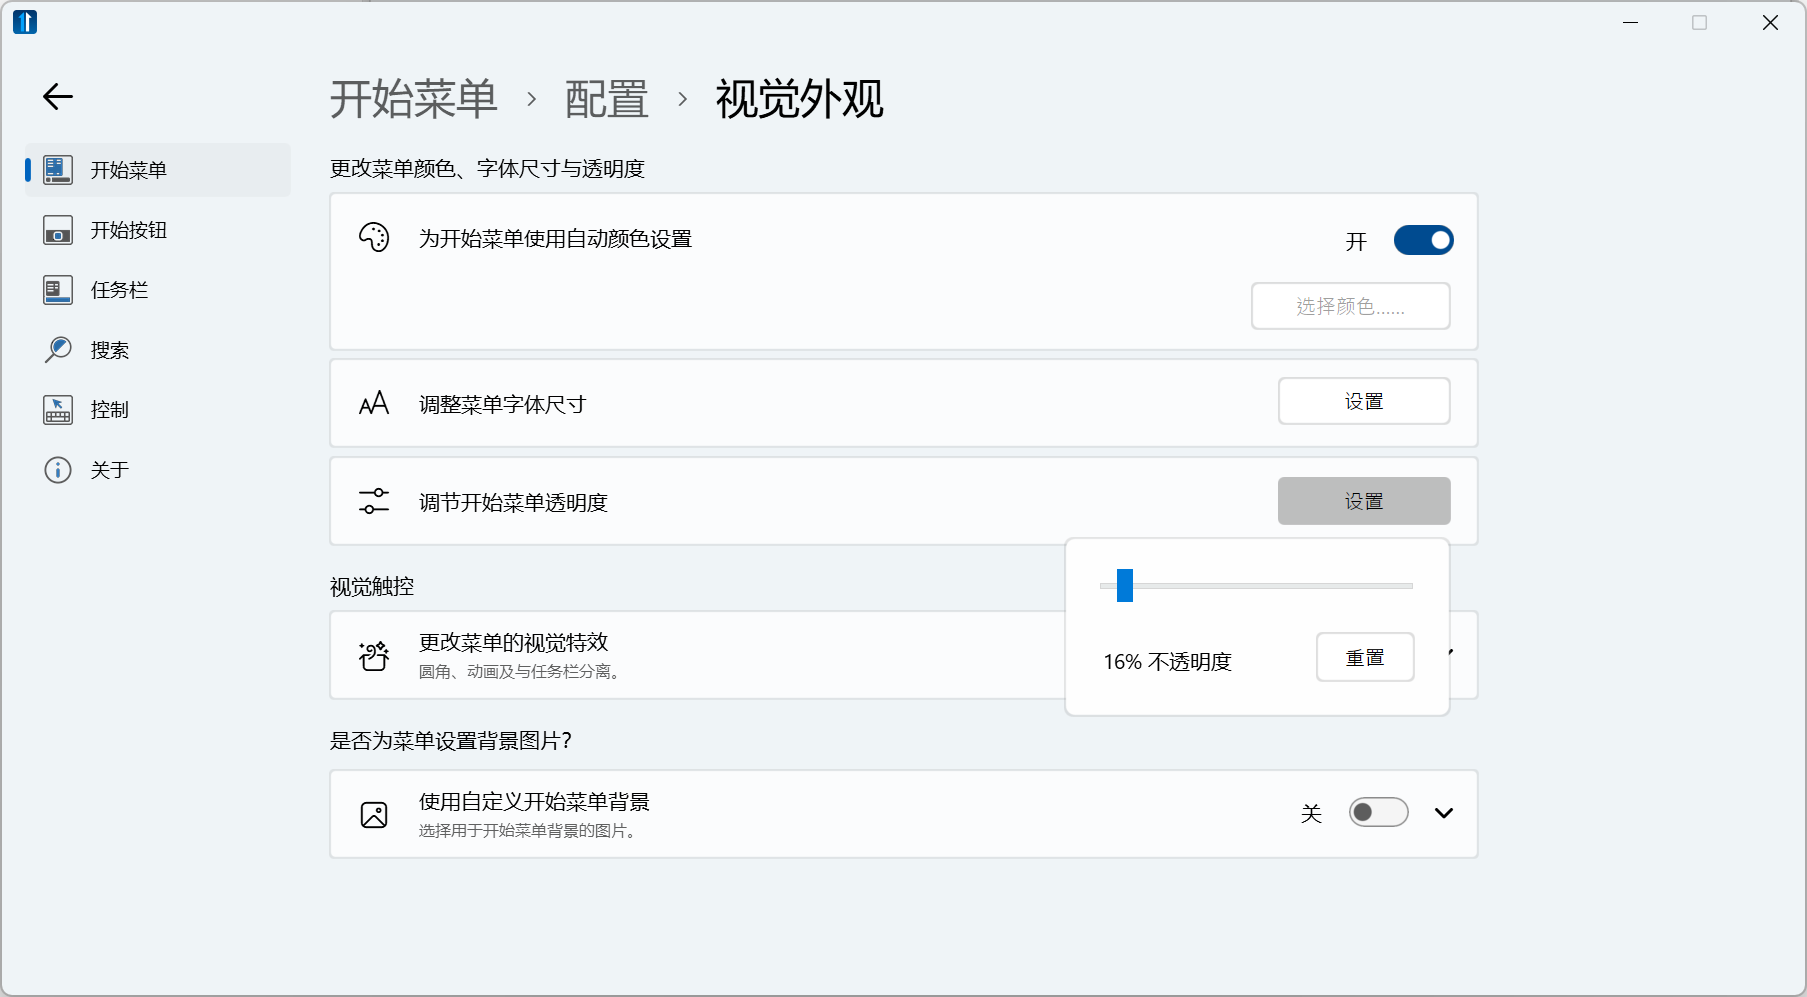 开始菜单 › 配置 › 视觉外观
开始菜单
开始按钮
任务栏
搜索
控制
关于
更改菜单颜色、字体尺寸与透明度
为开始菜单使用自动颜色设置
开
选择颜色......
调整菜单字体尺寸
设置
调节开始菜单透明度
设置
16% 不透明度
重置
视觉触控
更改菜单的视觉特效
圆角、动画及与任务栏分离。
是否为菜单设置背景图片?
使用自定义开始菜单背景
选择用于开始菜单背景的图片。
关